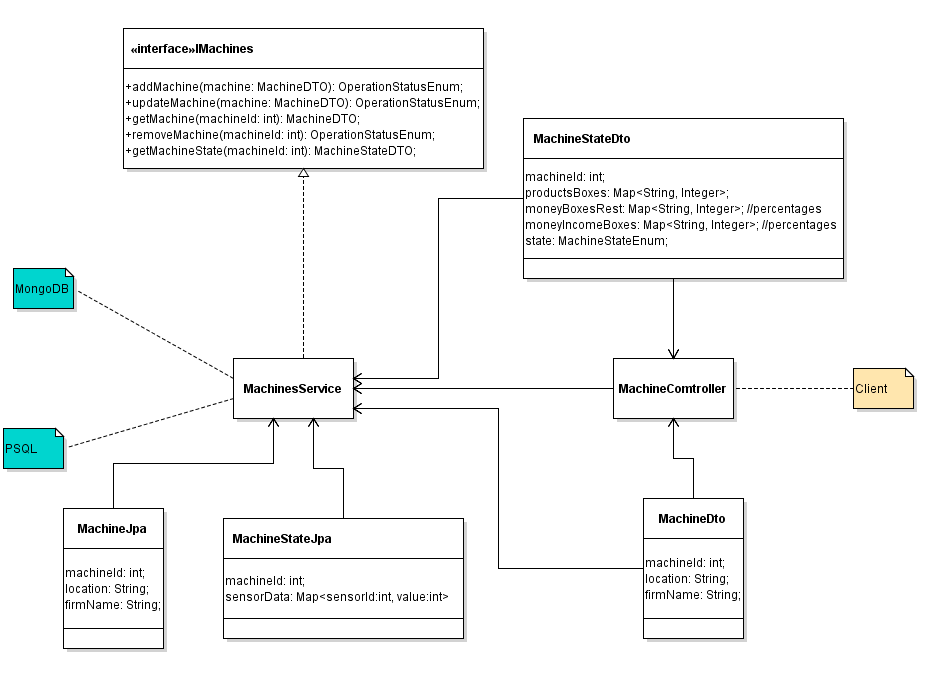 «interface»IMachines
+addMachine(machine: MachineDTO): OperationStatusEnum;
+updateMachine(machine: MachineDTO): OperationStatusEnum;
+getMachine(machineId: int): MachineDTO;
+removeMachine(machineId: int): OperationStatusEnum;
+getMachineState(machineId: int): MachineStateDTO;
MachineStateDto
machineId: int;
productsBoxes: Map<String, Integer>;
moneyBoxesRest: Map<String, Integer>; //percentages
moneyIncomeBoxes: Map<String, Integer>; //percentages
state: MachineStateEnum;
MongoDB
MachinesService
MachineComtroller
Client
PSQL
MachineJpa
machineId: int;
location: String;
firmName: String;
MachineStateJpa
machineId: int;
sensorData: Map<sensorId:int, value:int>
MachineDto
machineId: int;
location: String;
firmName: String;